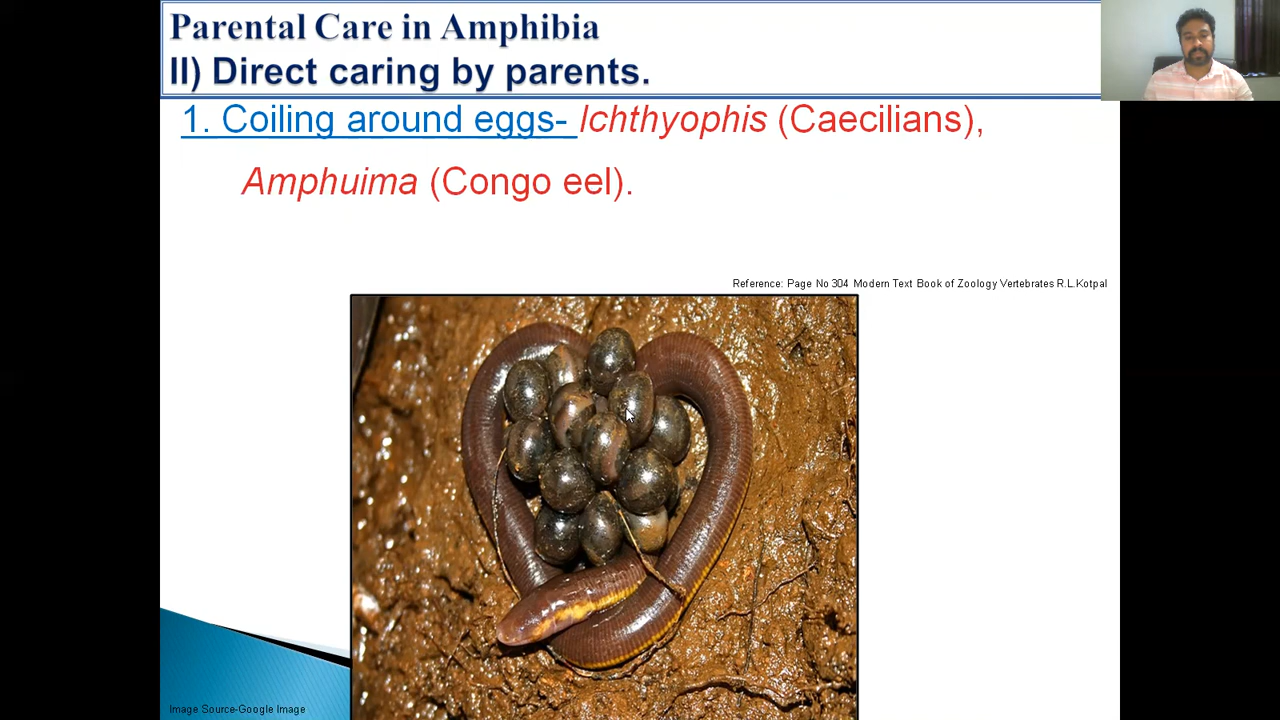 Parental Care in Amphibia
II) Direct caring by parents.
1. Coiling around eggs- Ichthyophis (Caecilians),
Amphuima (Congo eel).
Reference: Page No 304 Modern Text Book of Zoology Vertebrates R.L.Kotpal
Image Source-Google Image